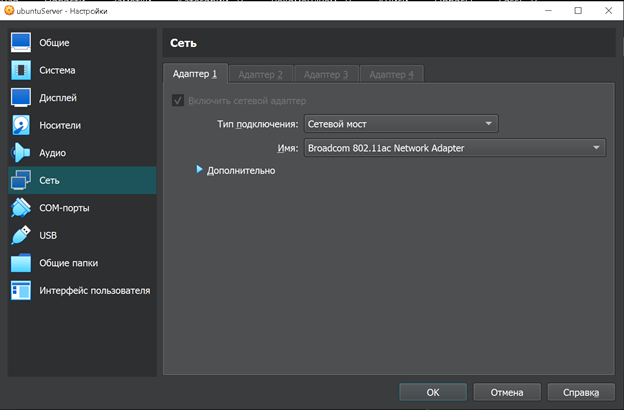 ubuntuServer - Настройки
Общие
Система
Дисплей
Носители
Аудио
Сеть
COM-порты
USB
Общие папки
Интерфейс пользователя
Сеть
Адаптер 1
Адаптер 2
Адаптер 3
Адаптер 4
Включить сетевой адаптер
Тип подключения: Сетевой мост
Имя: Broadcom 802.11ac Network Adapter
Дополнительно
OK
Отмена
Справка